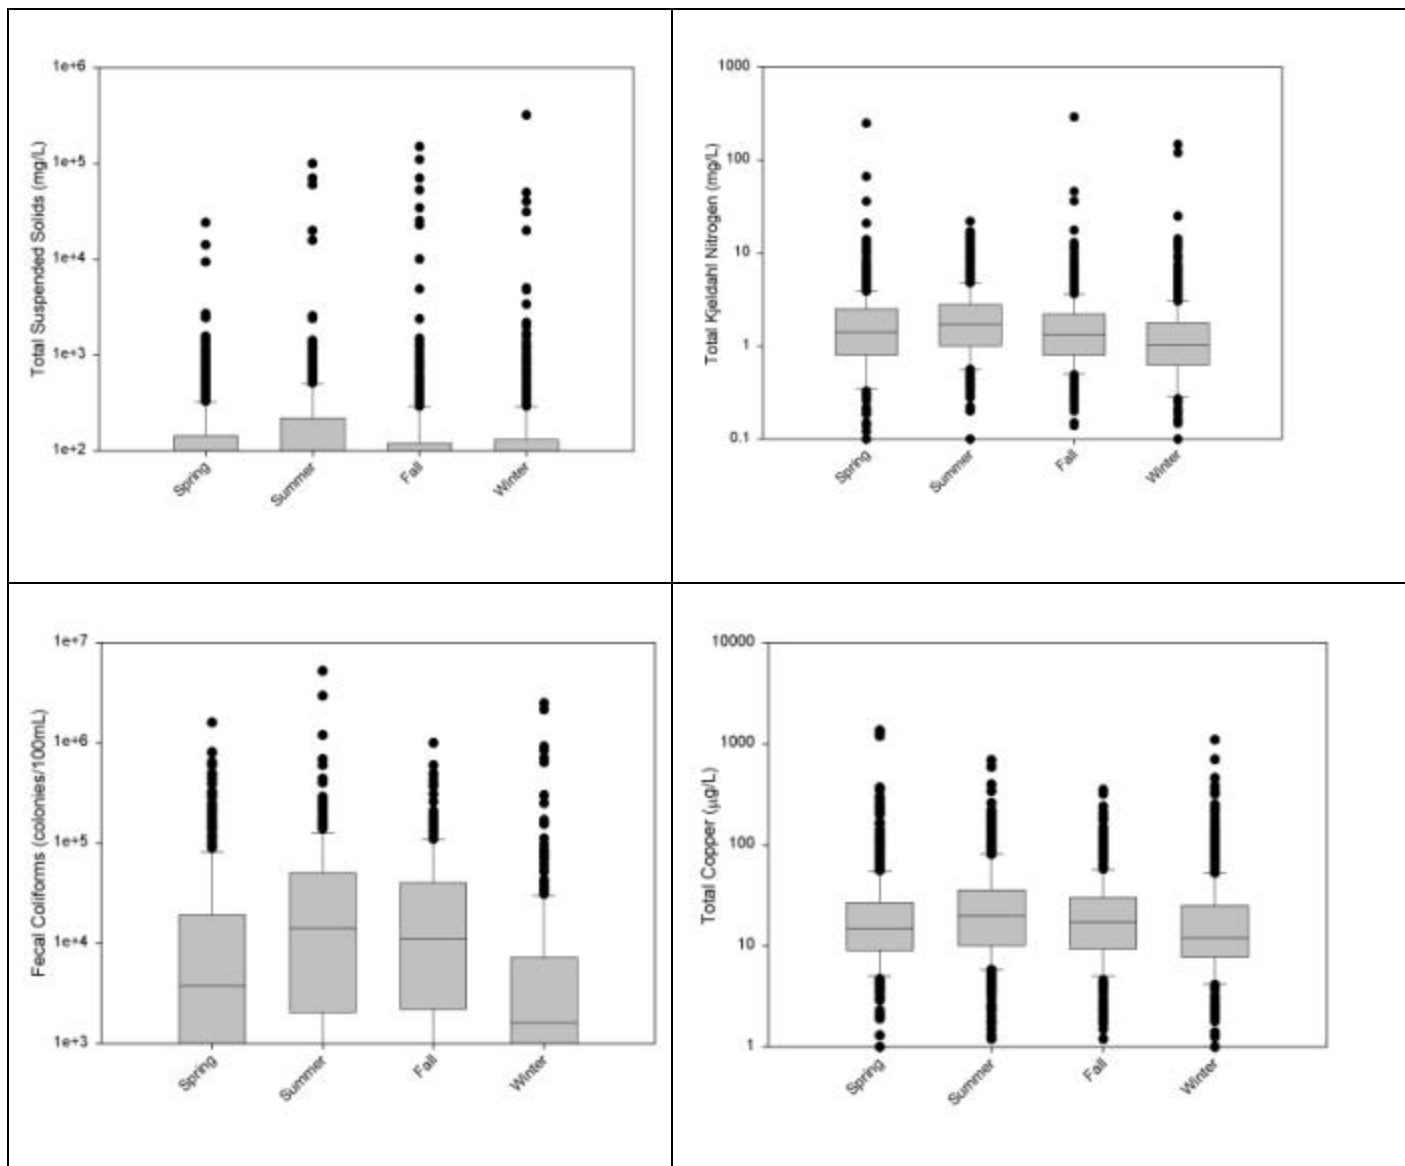 1e+6
1e+5
1e+4
1e+3
1e+2
Total Suspended Solids (mg/L)
Spring
Summer
Fall
Winter
1000
100
10
1
0.1
Total Kjeldahl Nitrogen (mg/L)
Spring
Summer
Fall
Winter
1e+7
1e+6
1e+5
1e+4
1e+3
Fecal Coliforms (colonies/100mL)
Spring
Summer
Fall
Winter
10000
1000
100
10
1
Total Copper (µg/L)
Spring
Summer
Fall
Winter